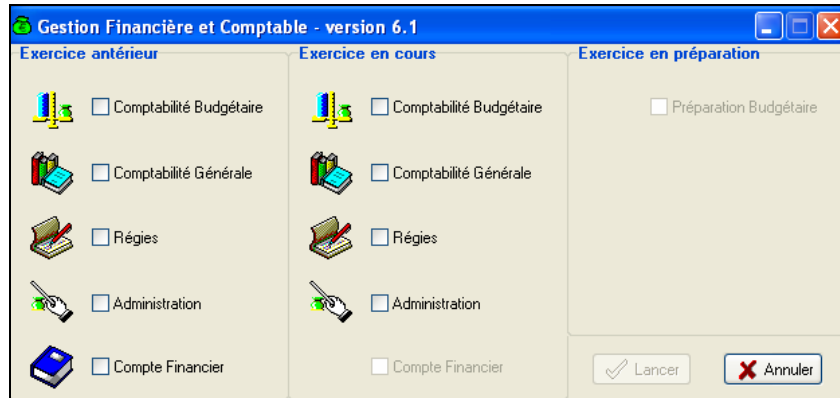 Gestion Financière et Comptable - version 6.1
Exercice antérieur
Comptabilité Budgétaire
Comptabilité Générale
Régies
Administration
Compte Financier
Exercice en cours
Comptabilité Budgétaire
Comptabilité Générale
Régies
Administration
Compte Financier
Exercice en préparation
Préparation Budgétaire
Lancer
Annuler